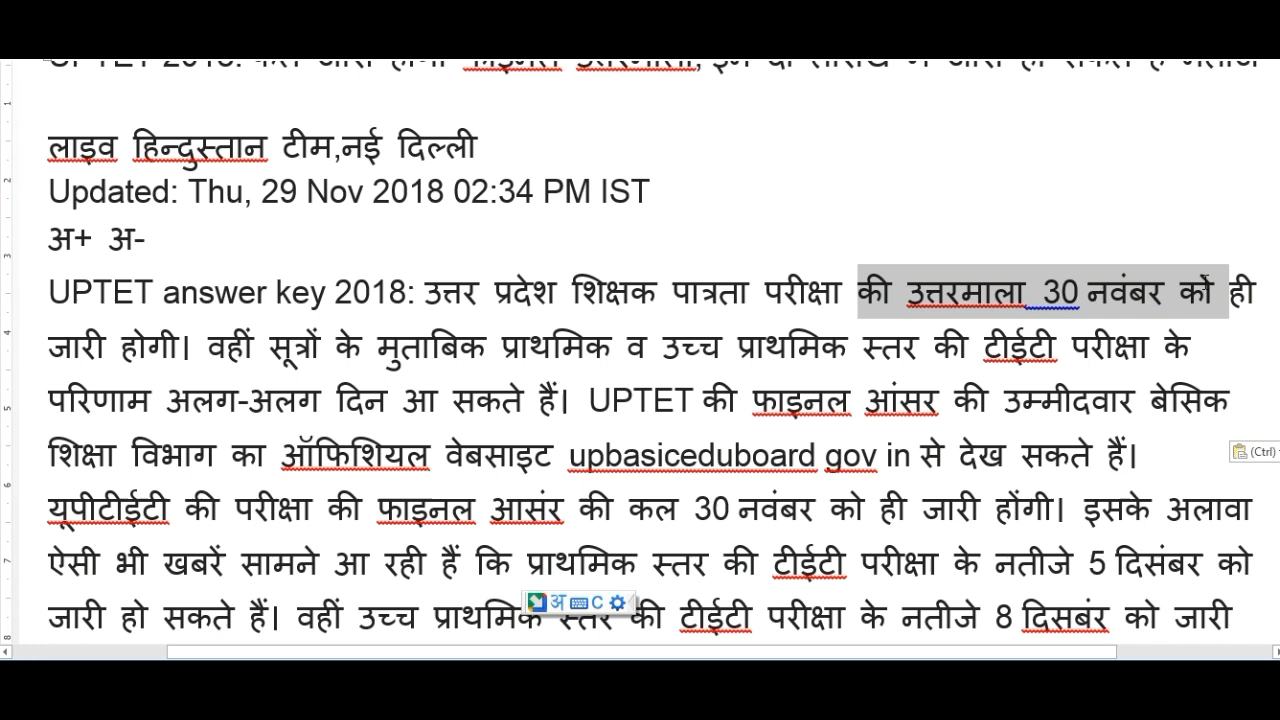 लाइव हिन्दुस्तान टीम,नई दिल्ली
Updated: Thu, 29 Nov 2018 02:34 PM IST
अ+ अ-
UPTET answer key 2018: उत्तर प्रदेश शिक्षक पात्रता परीक्षा की उत्तरमाला 30 नवंबर को ही
जारी होगी। वहीं सूत्रों के मुताबिक प्राथमिक व उच्च प्राथमिक स्तर की टीईटी परीक्षा के
परिणाम अलग-अलग दिन आ सकते हैं। UPTET की फाइनल आंसर की उम्मीदवार बेसिक
शिक्षा विभाग का ऑफिशियल वेबसाइट upbasiceduboard gov in से देख सकते हैं।
(Ctrl)
यूपीटीईटी की परीक्षा की फाइनल आसंर की कल 30 नवंबर को ही जारी होंगी। इसके अलावा
ऐसी भी खबरें सामने आ रही हैं कि प्राथमिक स्तर की टीईटी परीक्षा के नतीजे 5 दिसंबर को
जारी हो सकते हैं। वहीं उच्च प्राथमिक स्तर की टीईटी परीक्षा के नतीजे 8 दिसबंर को जारी